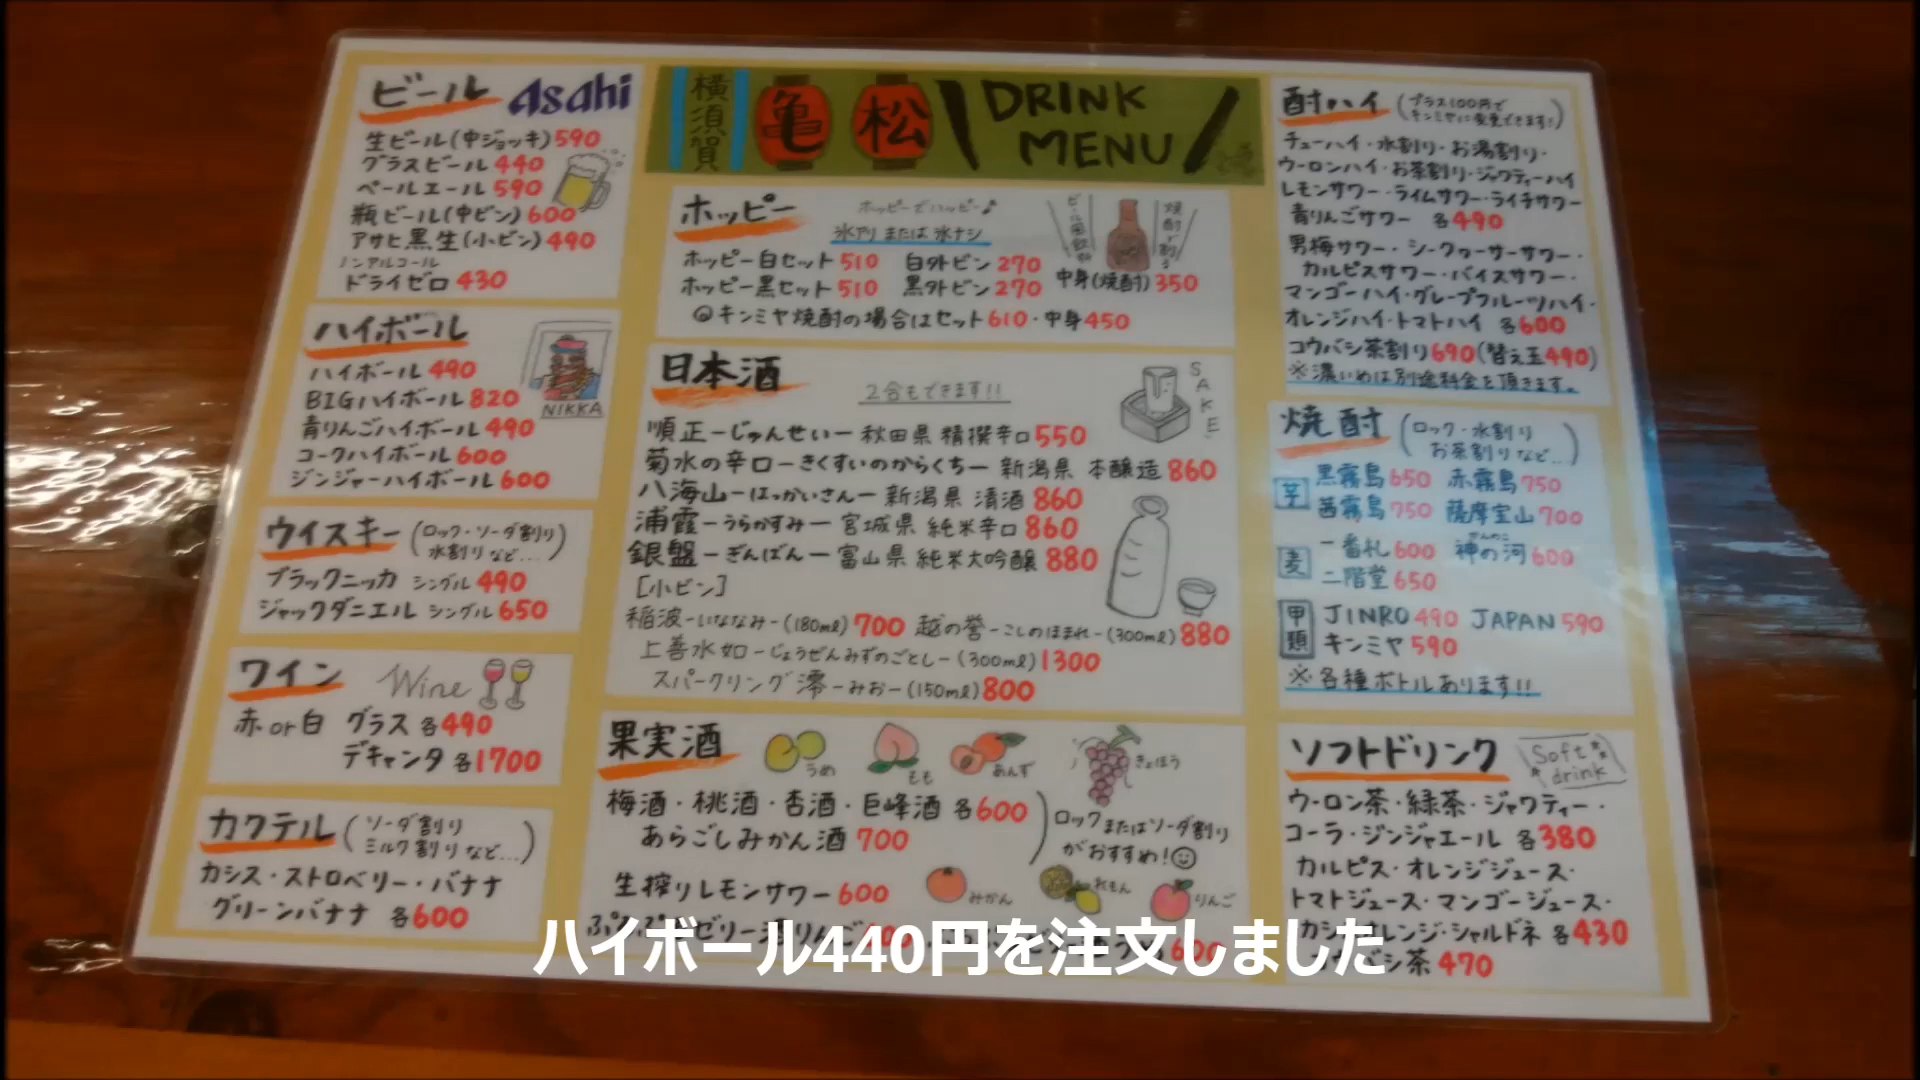 横須賀 亀松 DRINK MENU
ビール Asahi
生ビール(中ジョッキ)590
グラスビール 440
ペールエール 590
瓶ビール(中ビン)600
アサヒ黒生(小ビン)490
ノンアルコール
ドライゼロ 430
ハイボール
ハイボール 490
BIGハイボール 820
青りんごハイボール 490
コークハイボール 600
ジンジャーハイボール 600
NIKKA
ウイスキー(ロック・ソーダ割り
水割りなど...)
ブラックニッカ シングル 490
ジャックダニエル シングル 650
ワイン Wine
赤or白 グラス 各490
デキャンタ 各1700
カクテル(ソーダ割り
ミルク割りなど...)
カシス・ストロベリー・バナナ
グリーンバナナ 各600
ホッピー ホッピーでハッピー♪
氷アリ または 氷ナシ
ビール風飲料
焼酎で割る
ホッピー白セット 510 白外ビン 270
ホッピー黒セット 510 黒外ビン 270 中身(焼酎)350
@キンミヤ焼酎の場合はセット610・中身450
日本酒 2合もできます!!
SAKE
順正ーじゅんせいー 秋田県 精撰辛口 550
菊水の辛口ーきくすいのからくちー 新潟県 本醸造 860
八海山ーはっかいさんー 新潟県 清酒 860
浦霞ーうらかすみー 宮城県 純米辛口 860
銀盤ーぎんばんー 富山県 純米大吟醸 880
[小ビン]
稲波ーいななみー(180ml)700 越の誉ーこしのほまれー(300ml)880
上善水如ーじょうぜんみずのごとしー(300ml)1300
スパークリング澪ーみおー(150ml)800
果実酒 うめ もも あんず きょほう
梅酒・桃酒・杏酒・巨峰酒 各600
あらごしみかん酒 700
ロックまたはソーダ割り
がおすすめ!
生搾りレモンサワー 600
みかん れもん りんご
酎ハイ(プラス100円で
キンミヤに変更できます!)
チューハイ・水割り・お湯割り・
ウーロンハイ・お茶割り・ジャワティーハイ
レモンサワー・ライムサワー・ライチサワー
青りんごサワー 各490
男梅サワー・シークヮーサーサワー・
カルピスサワー・バイスサワー・
マンゴーハイ・グレープフルーツハイ・
オレンジハイ・トマトハイ 各600
コウバシ茶割り690(替え玉490)
※濃いめは別途料金を頂きます。
焼酎(ロック・水割り
お茶割りなど...)
芋 黒霧島 650 赤霧島 750
茜霧島 750 薩摩宝山 700
麦 一番札 600 神の河 600
二階堂 650
甲類 JINRO 490 JAPAN 590
キンミヤ 590
※各種ボトルあります!!
ソフトドリンク Soft drink
ウーロン茶・緑茶・ジャワティー・
コーラ・ジンジャエール 各380
カルピス・オレンジジュース・
トマトジュース・マンゴージュース・
カシスオレンジ・シャルドネ 各430
コウバシ茶 470
ハイボール440円を注文しました